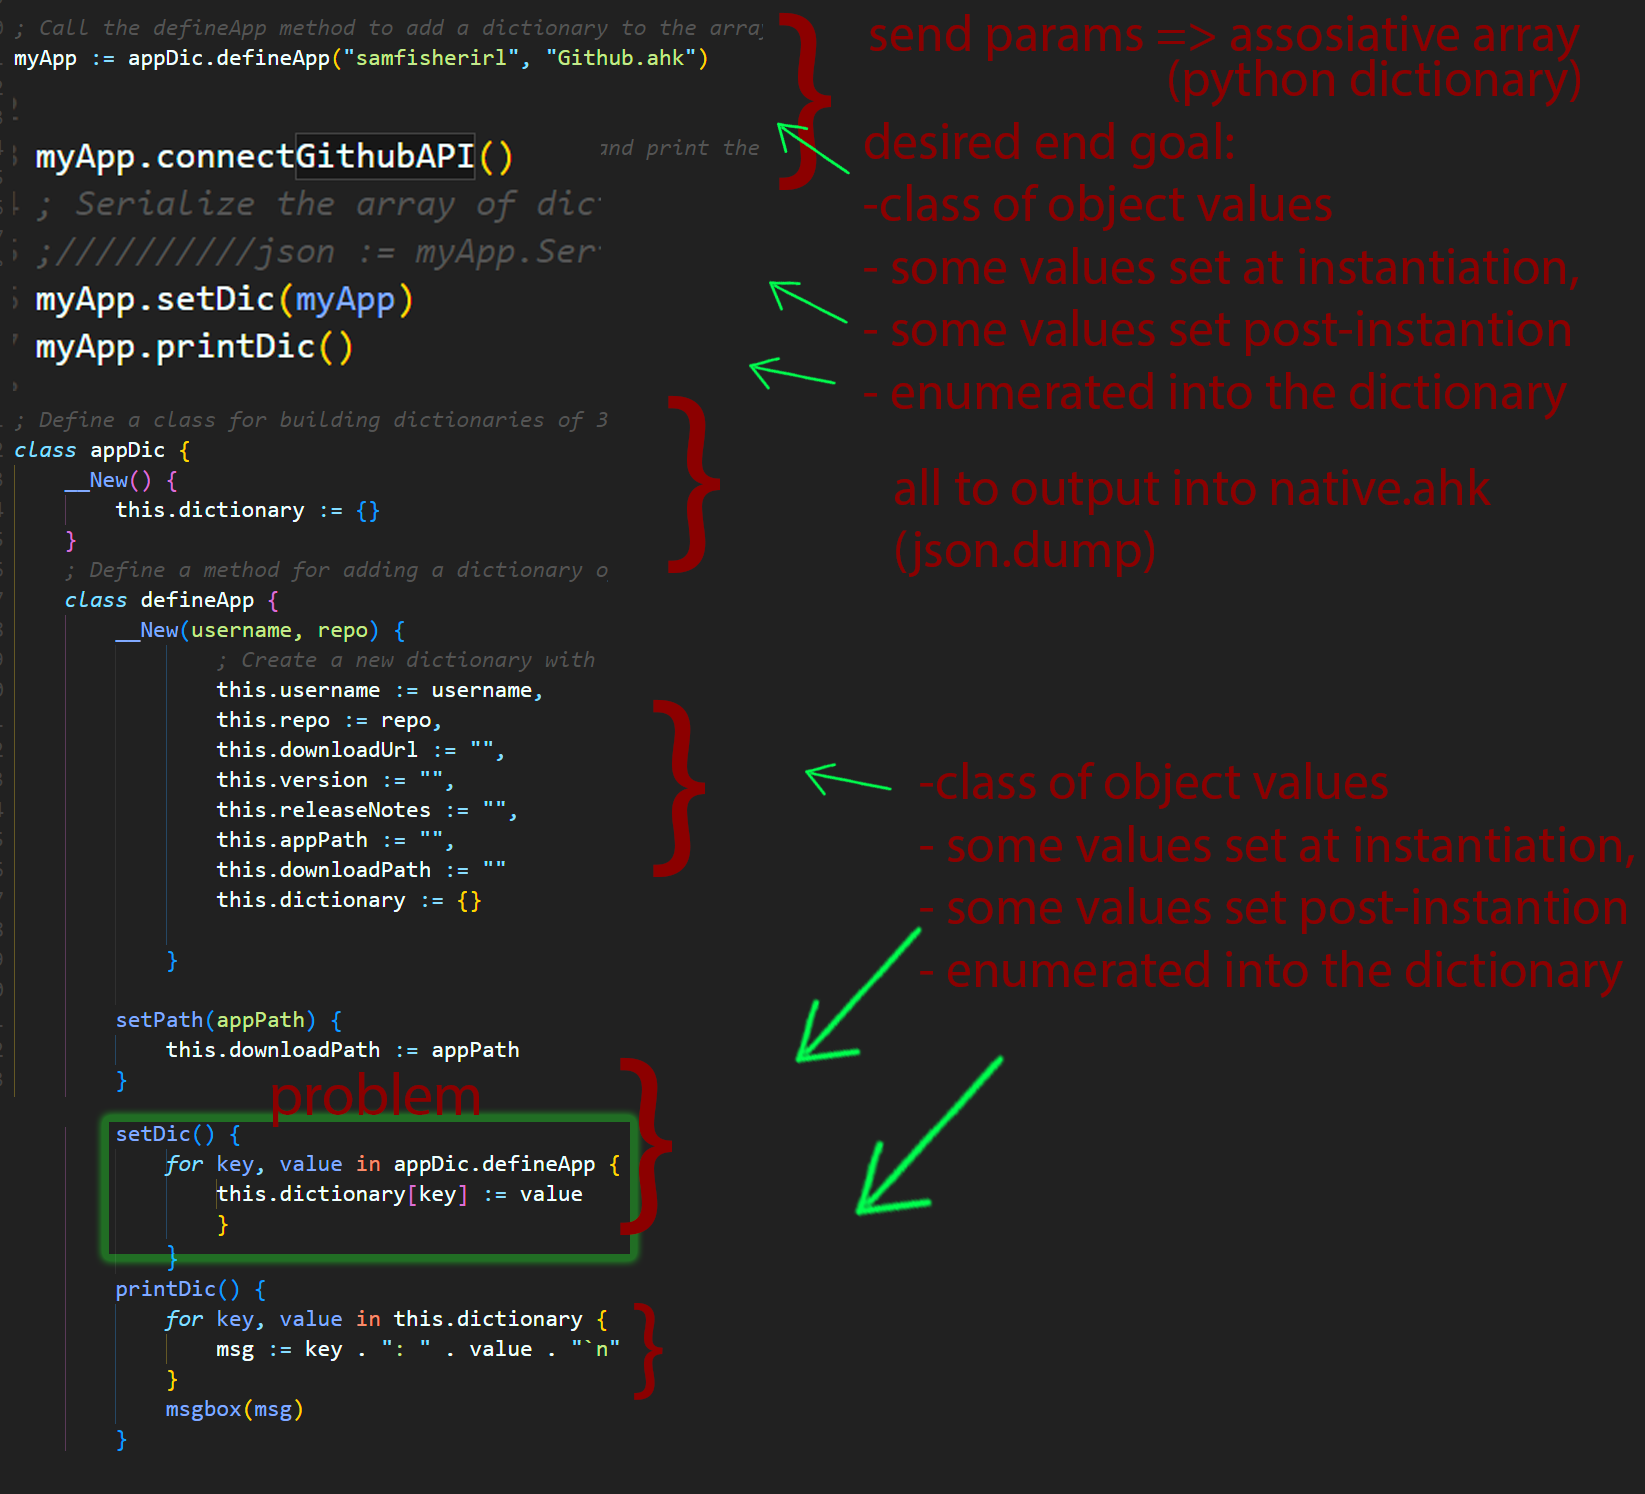 ; Call the defineApp method to add a dictionary to the array
myApp := appDic.defineApp("samfisherirl", "Github.ahk")
send params => assosiative array
(python dictionary)
myApp.connectGithubAPI()
and print the
desired end goal:
; Serialize the array of dic
-class of object values
;//////////json := myApp.Ser
- some values set at instantiation,
myApp.setDic(myApp)
- some values set post-instantion
myApp.printDic()
- enumerated into the dictionary
; Define a class for building dictionaries of 3
class appDic {
__New() {
this.dictionary := {}
}
all to output into native.ahk
(json.dump)
; Define a method for adding a dictionary o
class defineApp {
__New(username, repo) {
; Create a new dictionary with
this.username := username,
this.repo := repo,
this.downloadUrl := "",
this.version := "",
this.releaseNotes := "",
this.appPath := "",
this.downloadPath := ""
this.dictionary := {}
}
-class of object values
- some values set at instantiation,
- some values set post-instantion
- enumerated into the dictionary
setPath(appPath) {
this.downloadPath := appPath
}
problem
setDic() {
for key, value in appDic.defineApp {
this.dictionary[key] := value
}
}
printDic() {
for key, value in this.dictionary {
msg := key . ": " . value . "`n"
}
msgbox(msg)
}